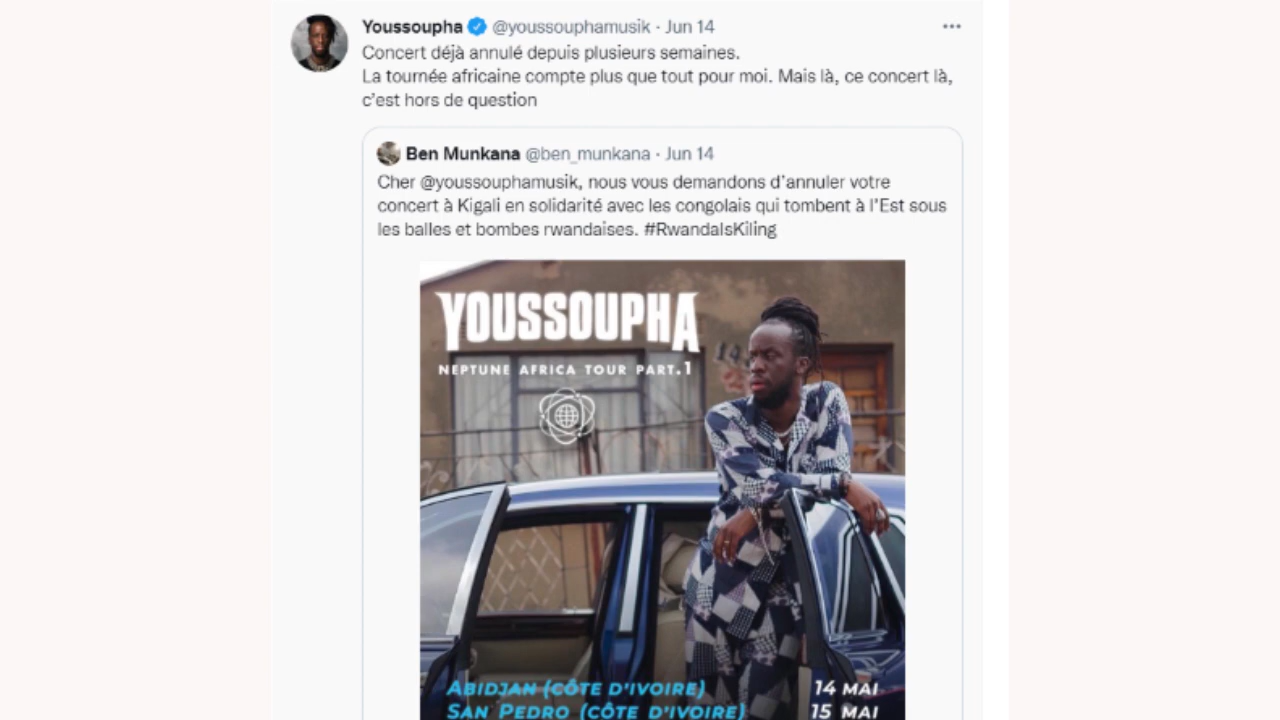 Youssoupha @youssouphamusik · Jun 14
Concert déjà annulé depuis plusieurs semaines.
La tournée africaine compte plus que tout pour moi. Mais là, ce concert là,
c’est hors de question
Ben Munkana @ben_munkana · Jun 14
Cher @youssouphamusik, nous vous demandons d’annuler votre
concert à Kigali en solidarité avec les congolais qui tombent à l’Est sous
les balles et bombes rwandaises. #RwandaIsKiling
YOUSSOUPHA
NEPTUNE AFRICA TOUR PART.1
14
ABIDJAN (CÔTE D'IVOIRE) 14 MAI
SAN PEDRO (CÔTE D'IVOIRE) 15 MAI